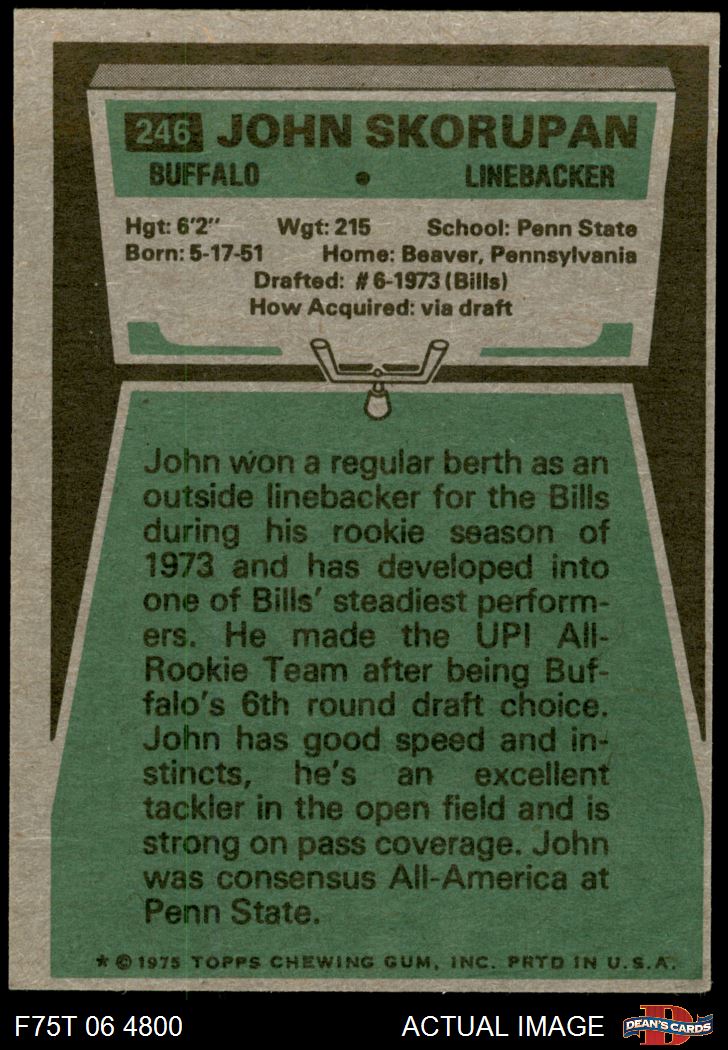 246 JOHN SKORUPAN
BUFFALO • LINEBACKER
Hgt: 6'2" Wgt: 215 School: Penn State
Born: 5-17-51 Home: Beaver, Pennsylvania
Drafted: #6-1973 (Bills)
How Acquired: via draft
John won a regular berth as an
outside linebacker for the Bills
during his rookie season of
1973 and has developed into
one of Bills' steadiest perform-
ers. He made the UPI All-
Rookie Team after being Buf-
falo's 6th round draft choice.
John has good speed and in-
stincts, he's an excellent
tackler in the open field and is
strong on pass coverage. John
was consensus All-America at
Penn State.
* © 1975 TOPPS CHEWING GUM, INC. PRTD IN U.S.A.
F75T 06 4800 ACTUAL IMAGE D DEAN'S CARDS